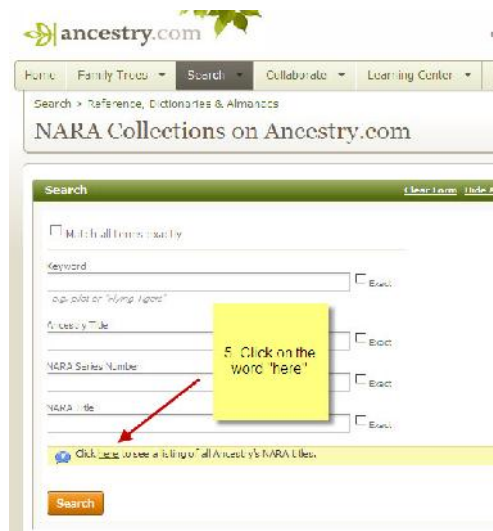 ancestry.com
Home Family Trees Search Collaborate Learning Center
Search > Reference, Dictionaries & Almanacs
NARA Collections on Ancestry.com
Search Clear Form Hide
Match all terms exactly
Keyword
Exact
e.g. pilot or "Flying Tigers"
Ancestry Title
Exact
5. Click on the
word "here"
NARA Series Number
Exact
NARA Title
Exact
Click here to see a listing of all Ancestry's NARA titles.
Search